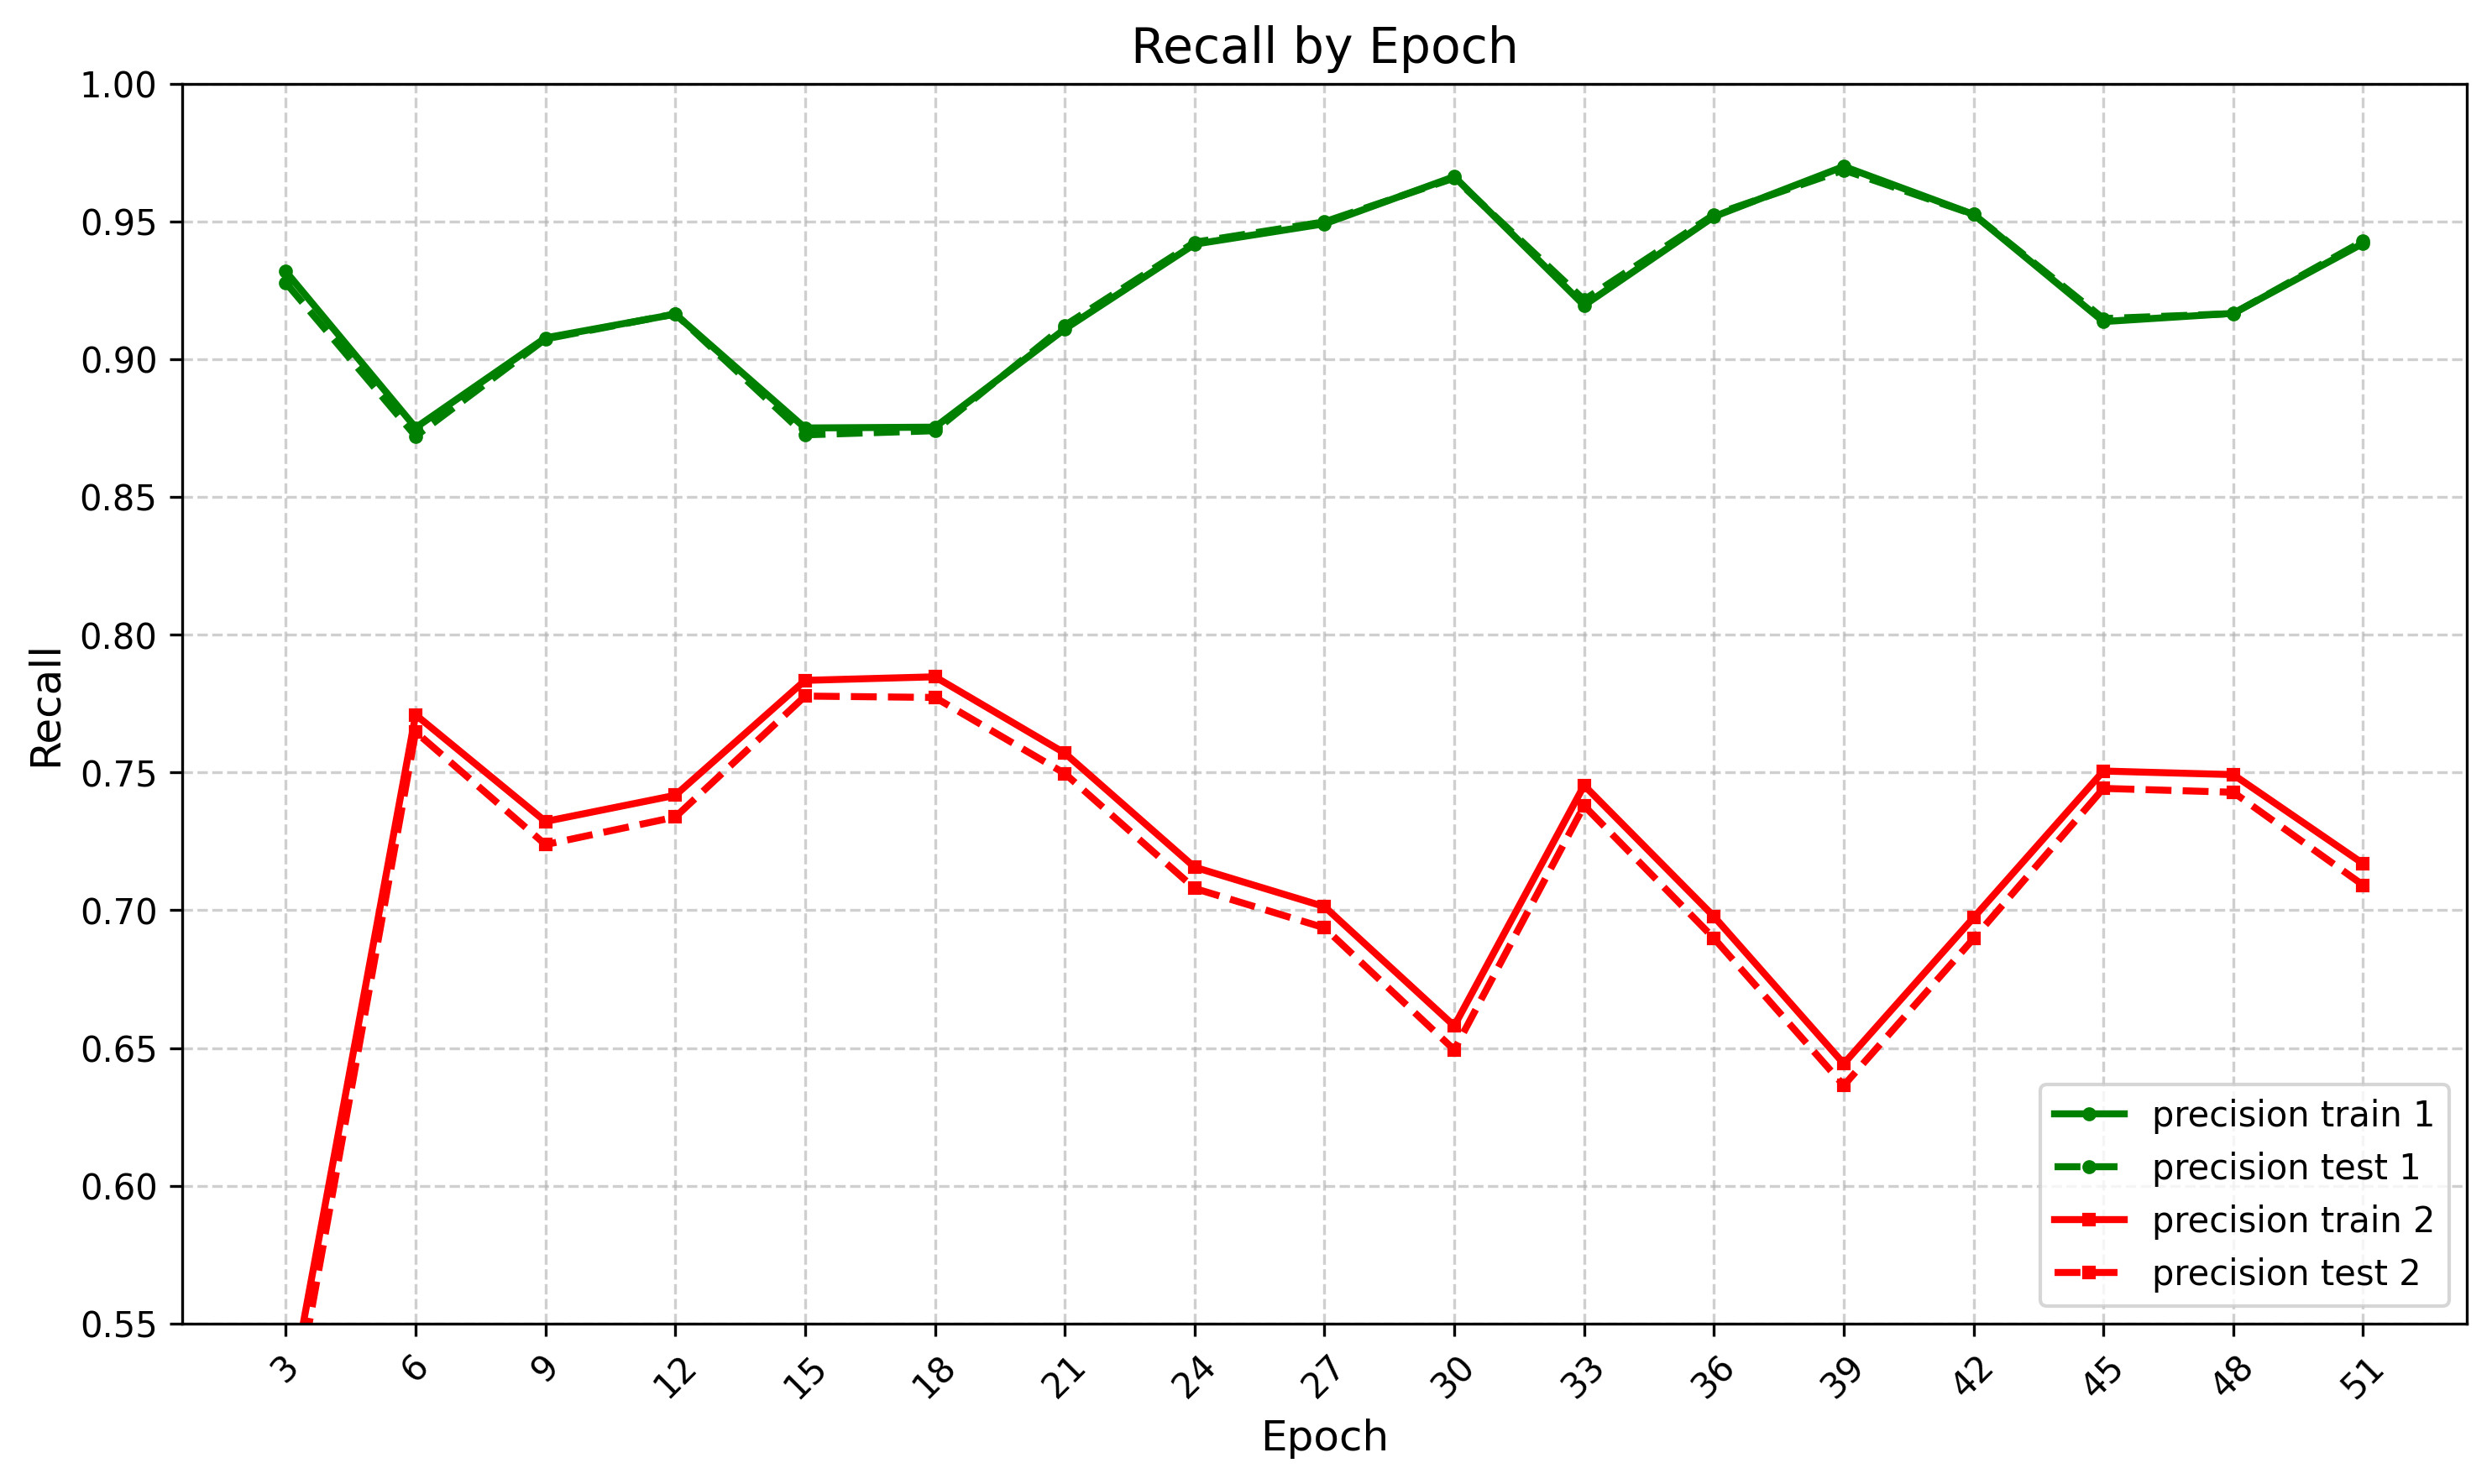 Recall by Epoch
1.00
0.95
0.90
0.85
0.80
0.75
0.70
0.65
0.60
0.55
Recall
precision train 1
precision test 1
precision train 2
precision test 2
3 6 9 12 15 18 21 24 27 30 33 36 39 42 45 48 51
Epoch